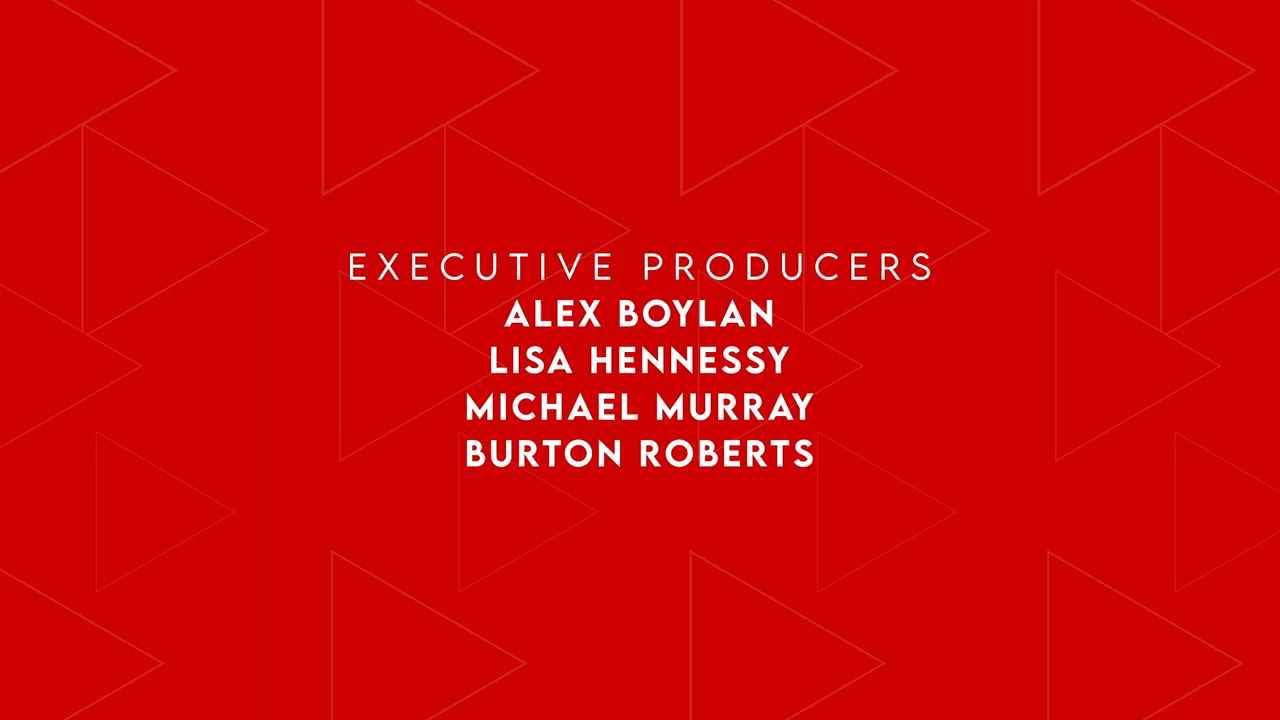 EXECUTIVE PRODUCERS
ALEX BOYLAN
LISA HENNESSY
MICHAEL MURRAY
BURTON ROBERTS